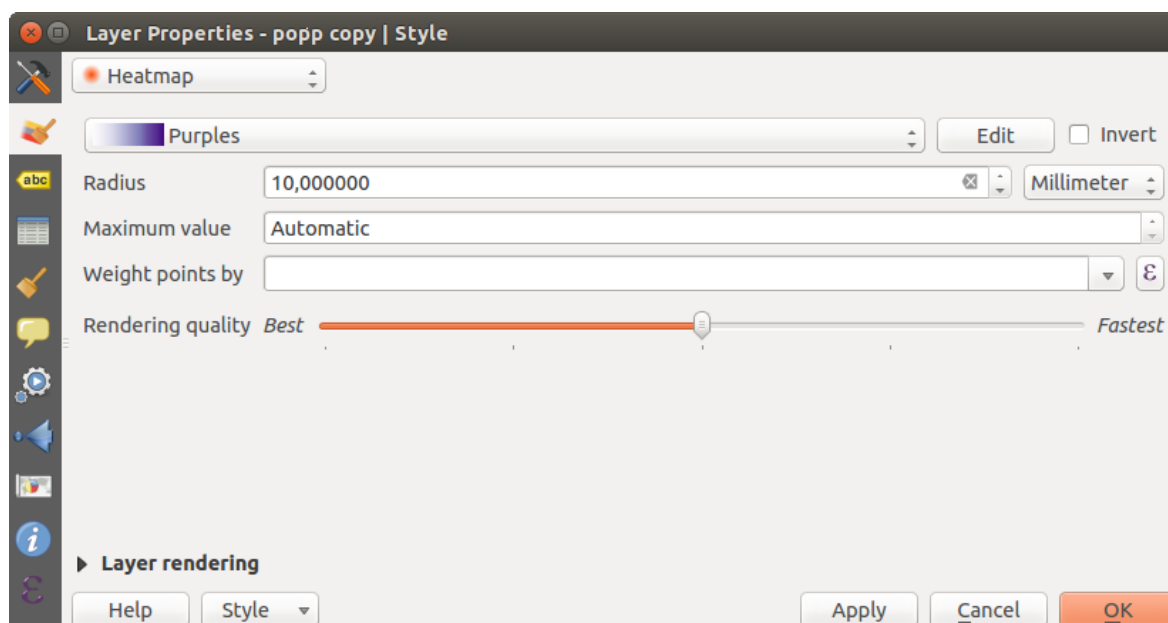 Layer Properties - popp copy | Style
Heatmap
Purples Edit Invert
abc
Radius 10,000000 Millimeter
Maximum value Automatic
Weight points by ε
Rendering quality Best Fastest
i
Layer rendering
ε
Help Style Apply Cancel OK